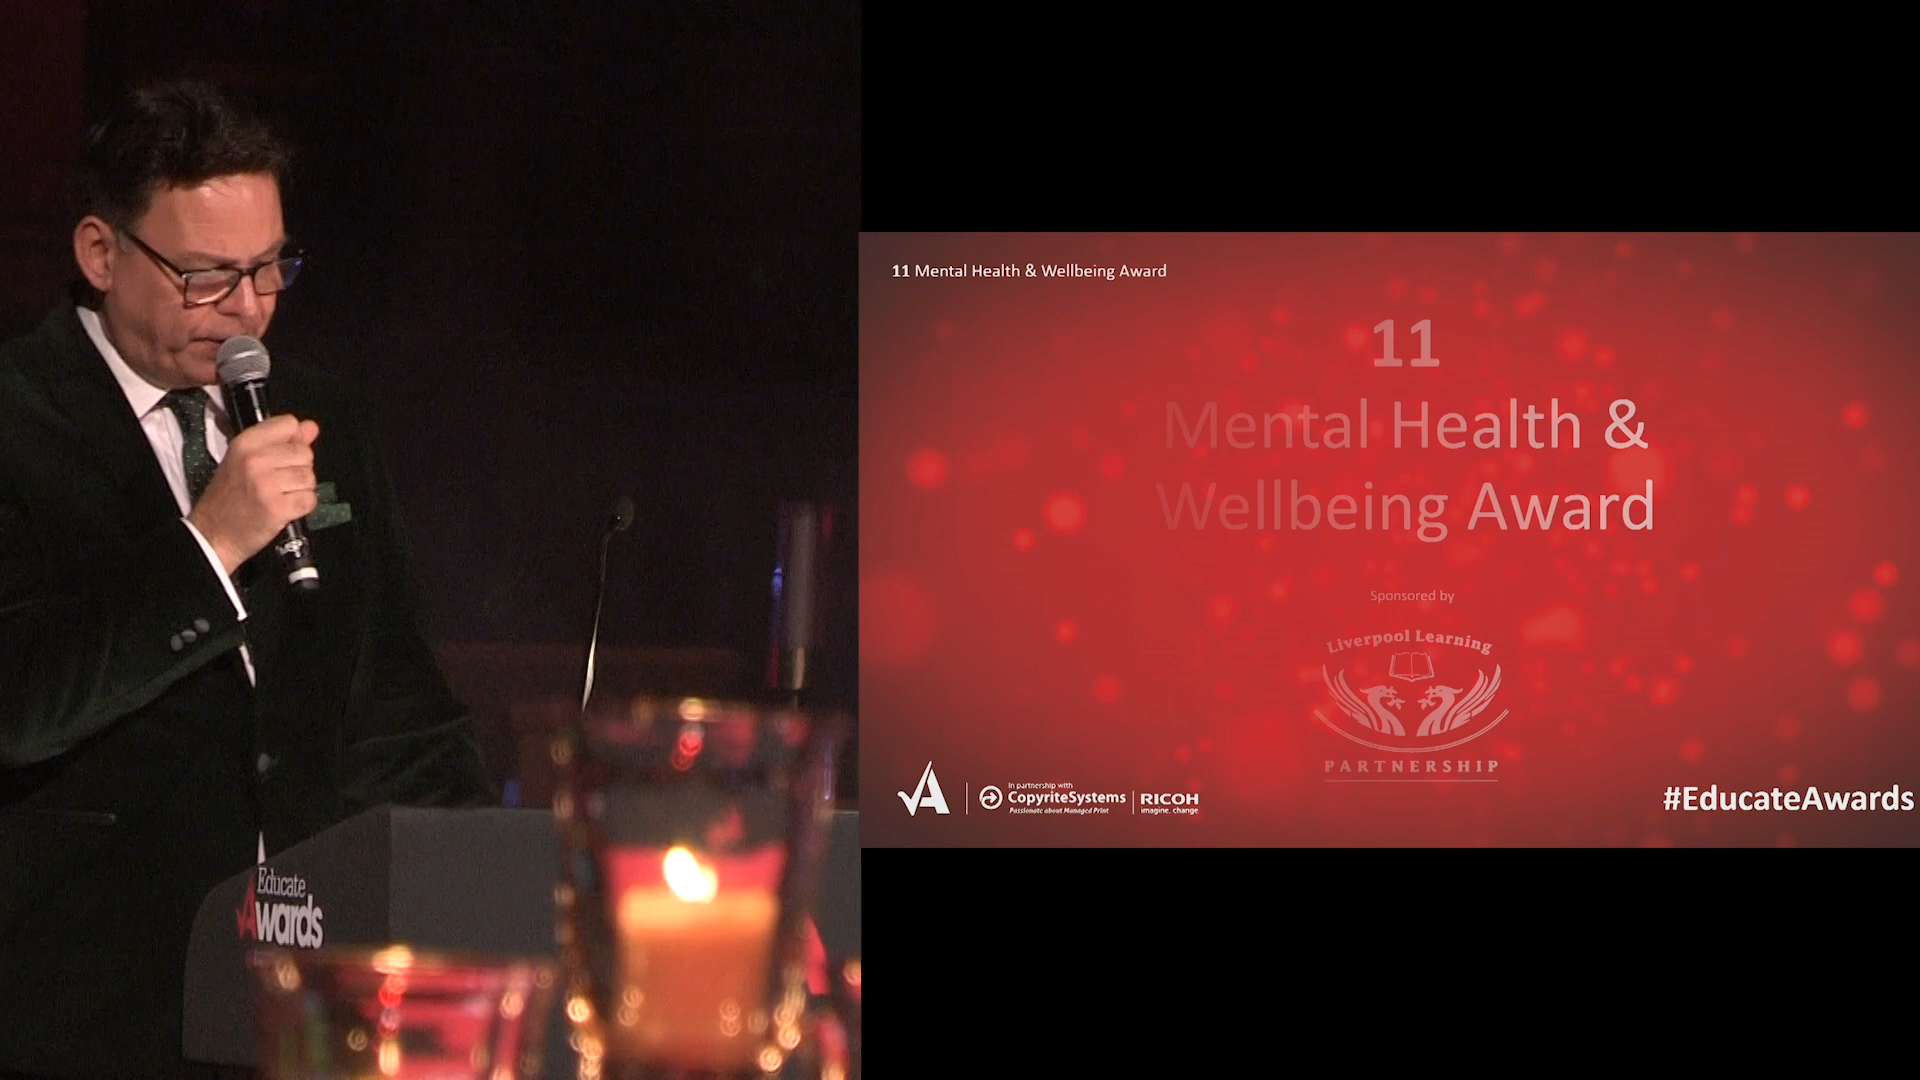 Educate
Awards
11 Mental Health & Wellbeing Award
11
Mental Health &
Wellbeing Award
Sponsored by
Liverpool Learning
PARTNERSHIP
In partnership with
CopyriteSystems
Passionate about Managed Print
RICOH
imagine. change
#EducateAwards